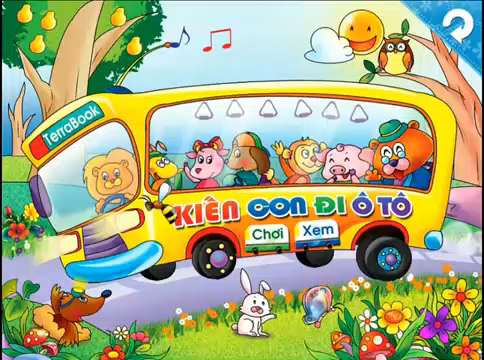 TerraBook
KIẾN CON ĐI Ô TÔ
Chơi
Xem